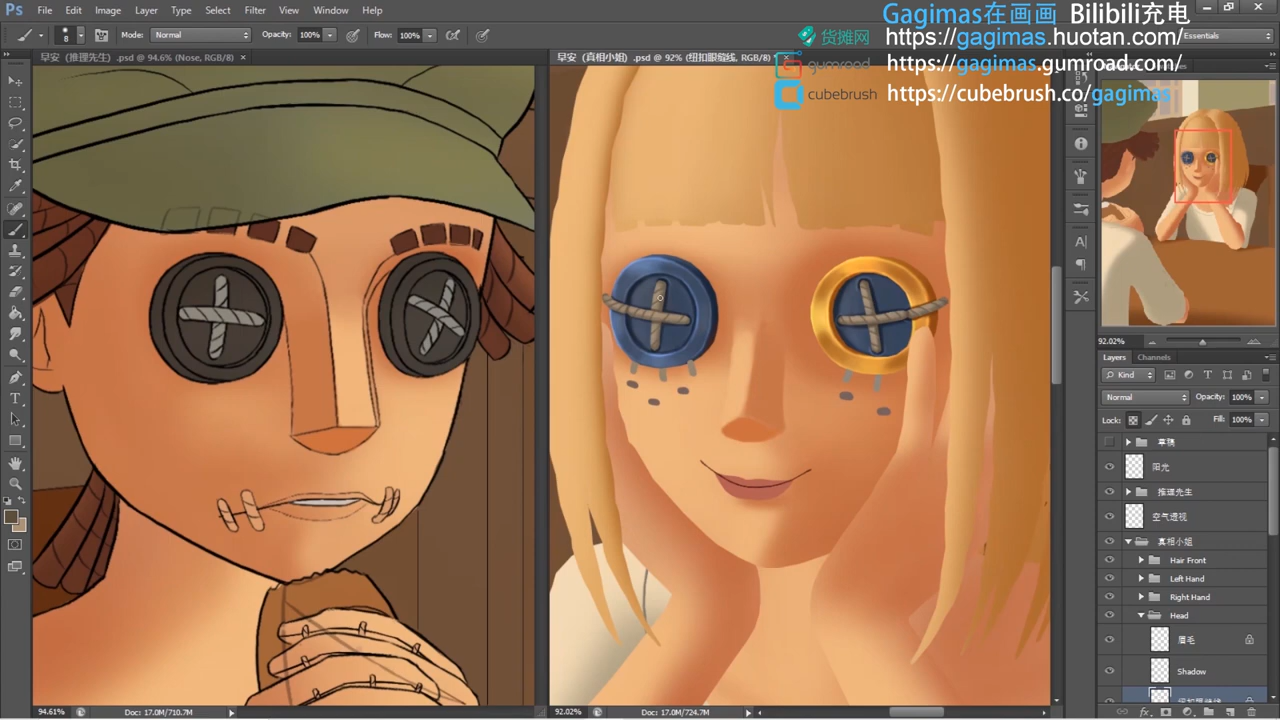 Ps File Edit Image Layer Type Select Filter View Window Help
Gagimas在画画 Bilibili充电
8 Mode: Normal Opacity: 100% Flow: 100%
货摊网 https://gagimas.huotan.com/
Essentials
早安 (推理先生) .psd @ 94.6% (Nose, RGB/8) ×
早安 (真相小姐) .psd @ 92% (纽扣眼缝线, RGB/8) *
gumroad https://gagimas.gumroad.com/
cubebrush https://cubebrush.co/gagimas
92.02%
Layers Channels
Kind
Normal Opacity: 100%
Lock: Fill: 100%
草稿
阳光
推理先生
空气透视
真相小姐
Hair Front
Left Hand
Right Hand
Head
眉毛
Shadow
纽扣眼缝线
94.61% Doc: 17.0M/710.7M
92.02% Doc: 17.0M/724.7M